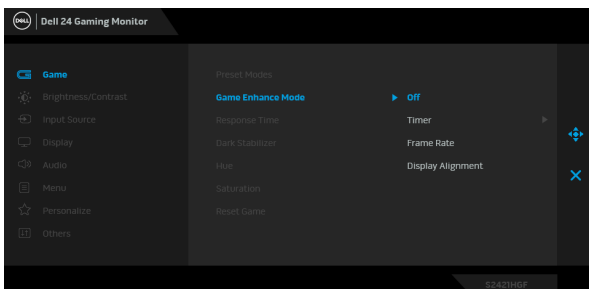 DELL Dell 24 Gaming Monitor
Game
Brightness/Contrast
Input Source
Display
Audio
Menu
Personalize
Others
Preset Modes
Game Enhance Mode
Response Time
Dark Stabilizer
Hue
Saturation
Reset Game
Off
Timer
Frame Rate
Display Alignment
S2421HGF